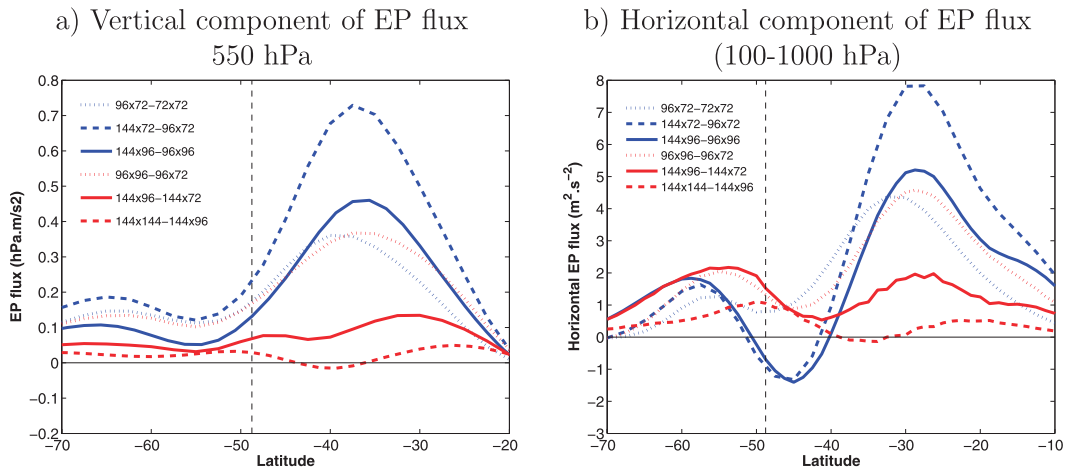 a) Vertical component of EP flux
550 hPa
0.8
0.7
0.6
0.5
0.4
0.3
0.2
0.1
0
−0.1
−0.2
EP flux (hPa.m/s2)
96x72−72x72
144x72−96x72
144x96−96x96
96x96−96x72
144x96−144x72
144x144−144x96
−70
−60
−50
−40
−30
−20
Latitude
b) Horizontal component of EP flux
(100-1000 hPa)
8
7
6
5
4
3
2
1
0
−1
−2
−3
Horizontal EP flux (m².s⁻²)
96x72−72x72
144x72−96x72
144x96−96x96
96x96−96x72
144x96−144x72
144x144−144x96
−70
−60
−50
−40
−30
−20
−10
Latitude